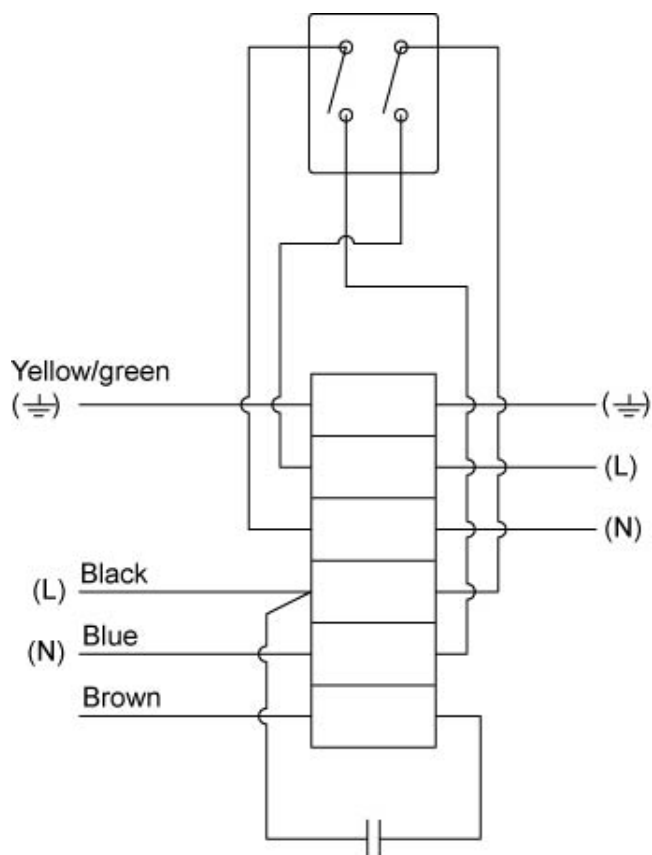 Yellow/green
(⏚) (⏚)
(L)
(N)
(L) Black
(N) Blue
Brown